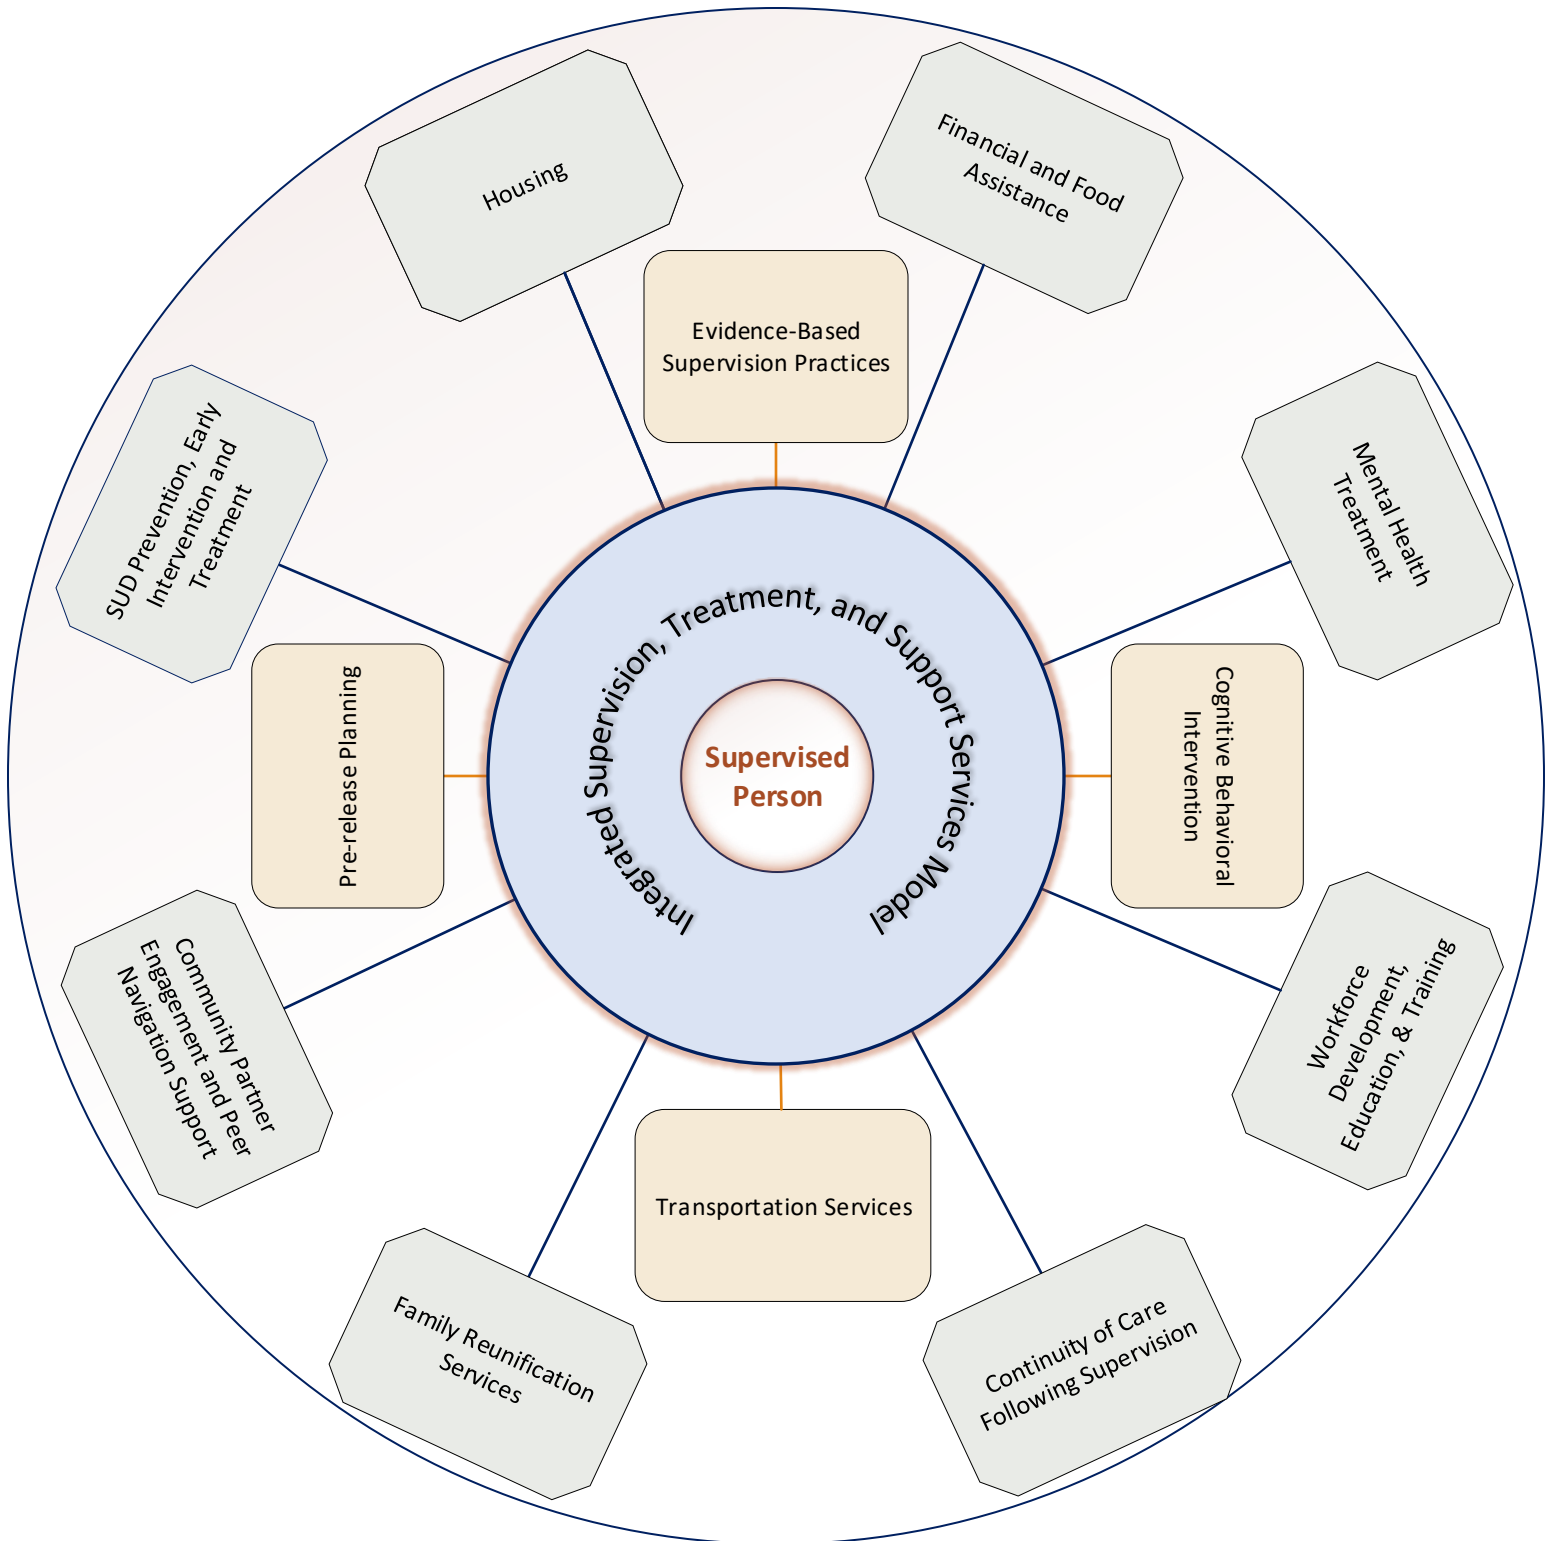 Housing
Financial and Food
Assistance
Evidence-Based
Supervision Practices
SUD Prevention, Early
Intervention and
Treatment
Mental Health
Treatment
Pre-release Planning
Integrated Supervision, Treatment, and Support Services Model
Supervised
Person
Cognitive Behavioral
Intervention
Community Partner
Engagement and Peer
Navigation Support
Workforce
Development,
Education, & Training
Transportation Services
Family Reunification
Services
Continuity of Care
Following Supervision